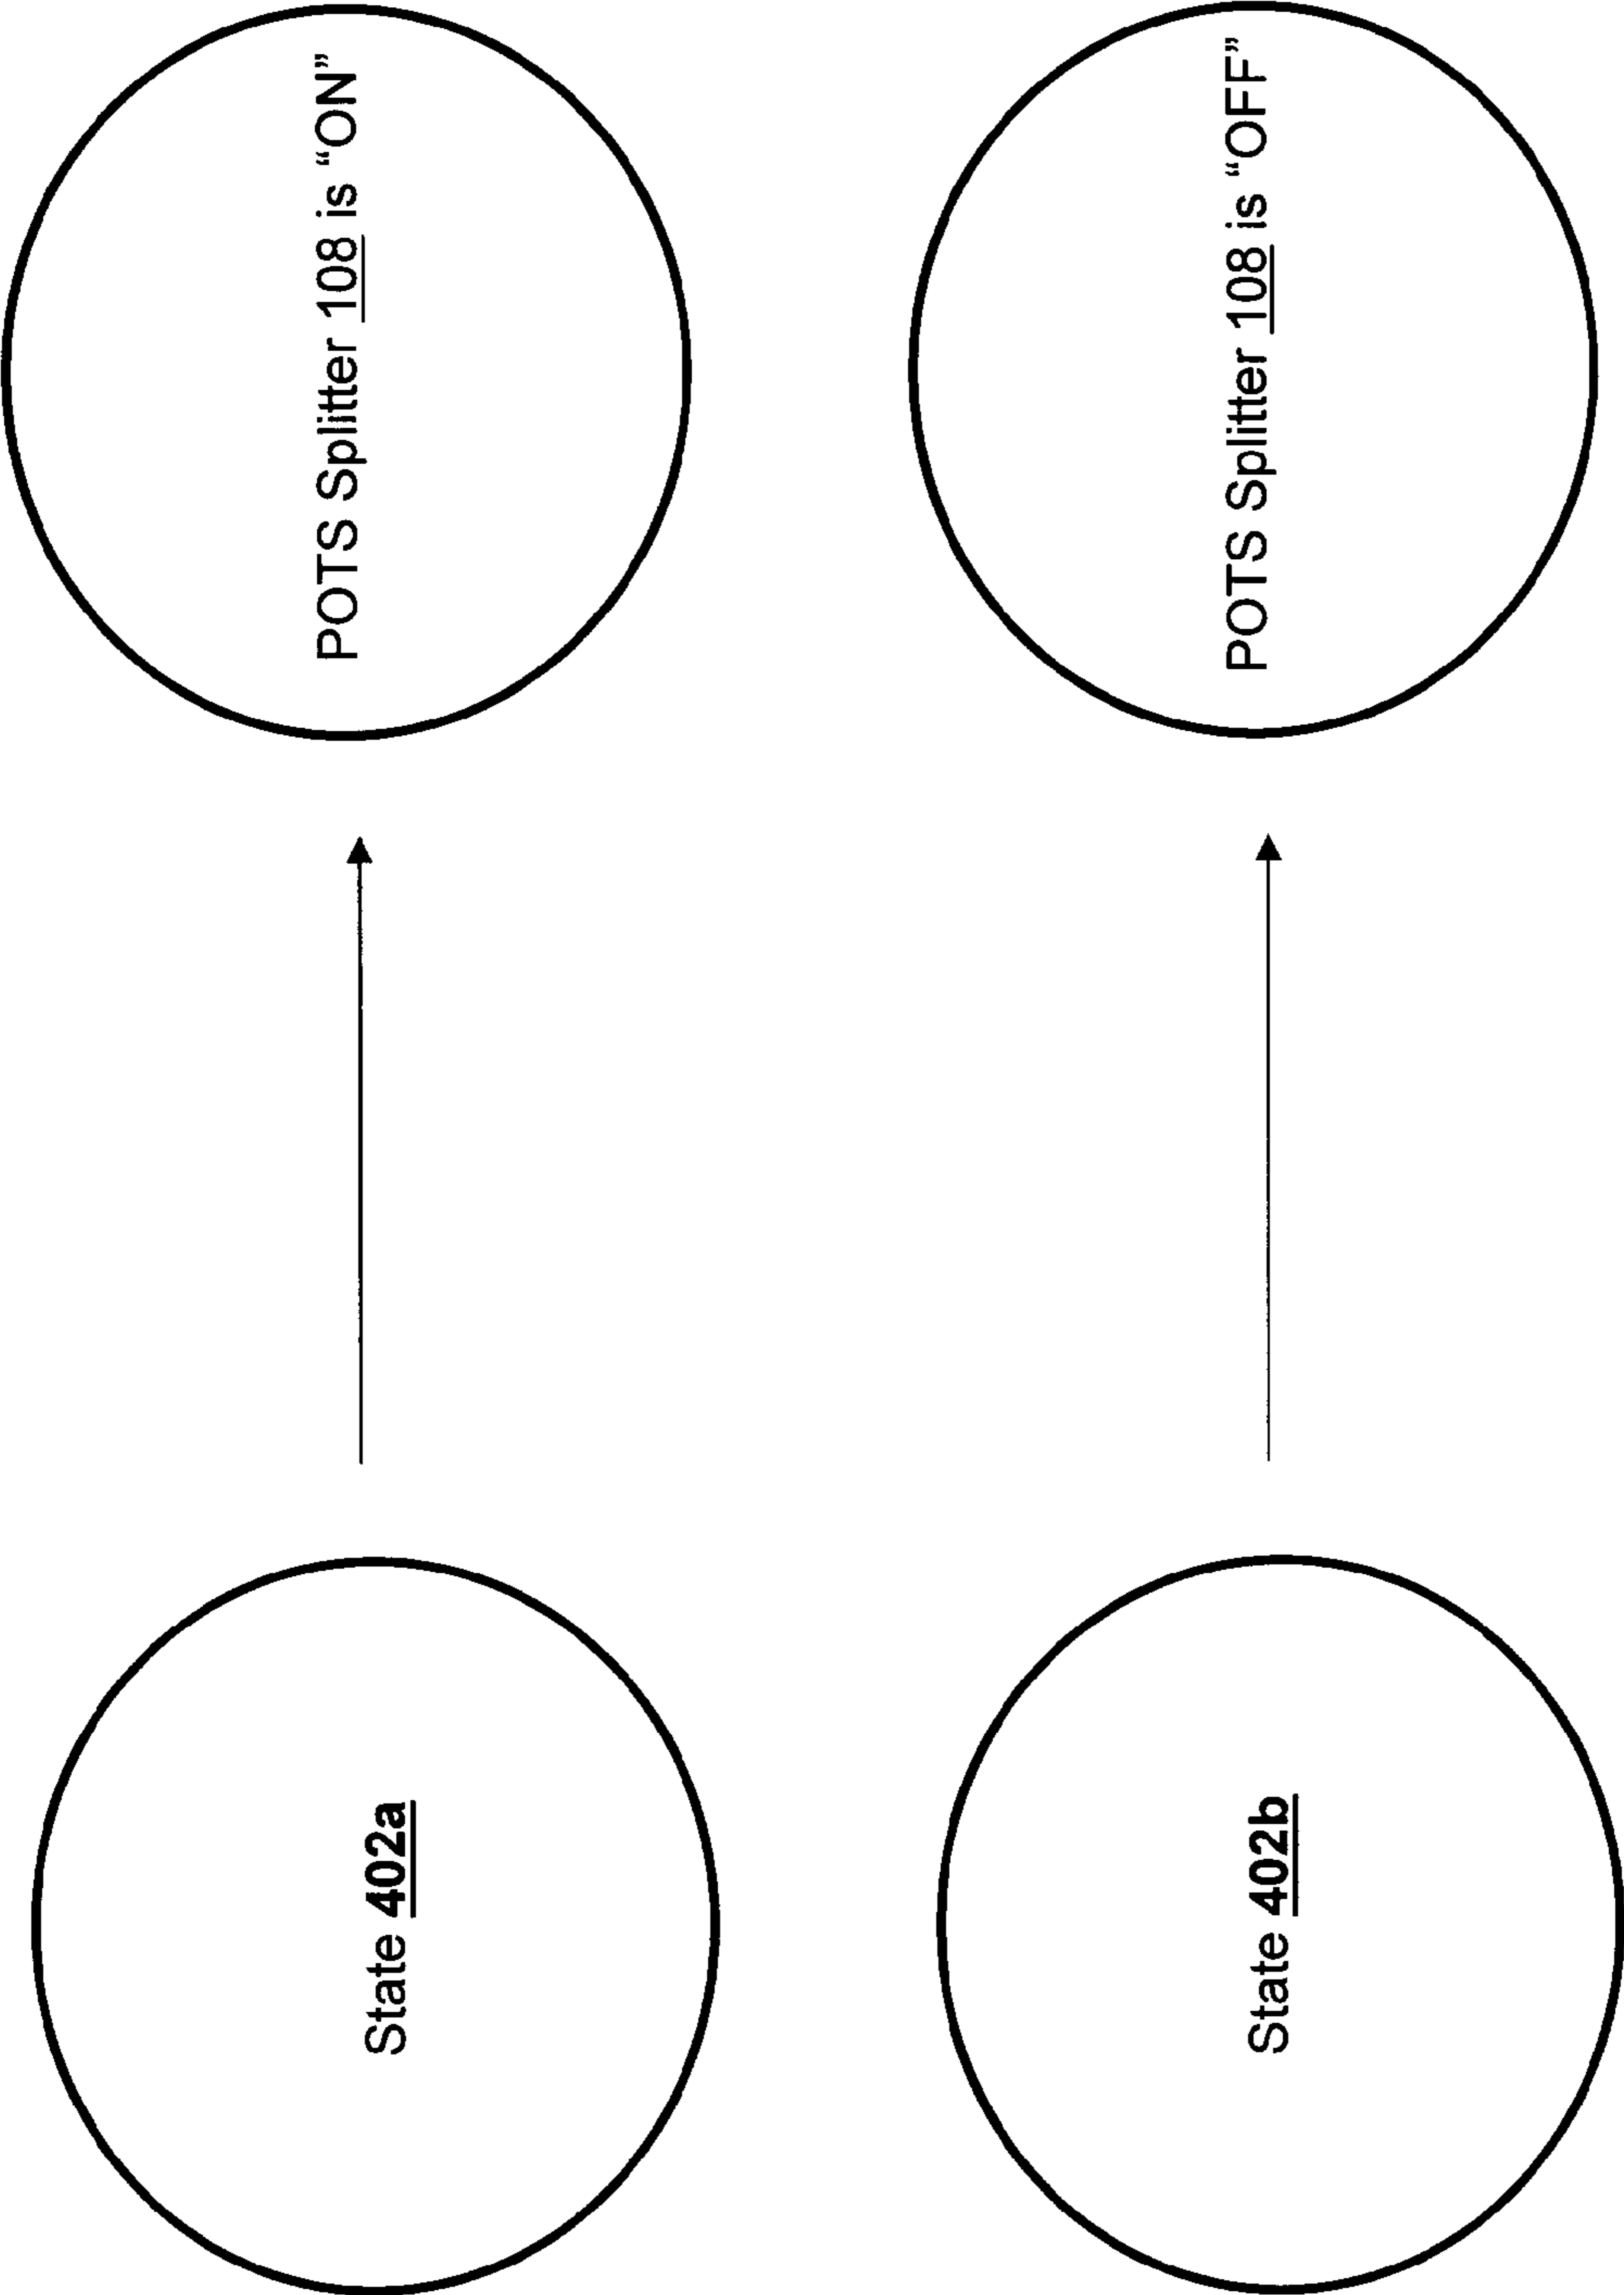 State 402a
POTS Splitter 108 is “ON”
State 402b
POTS Splitter 108 is “OFF”